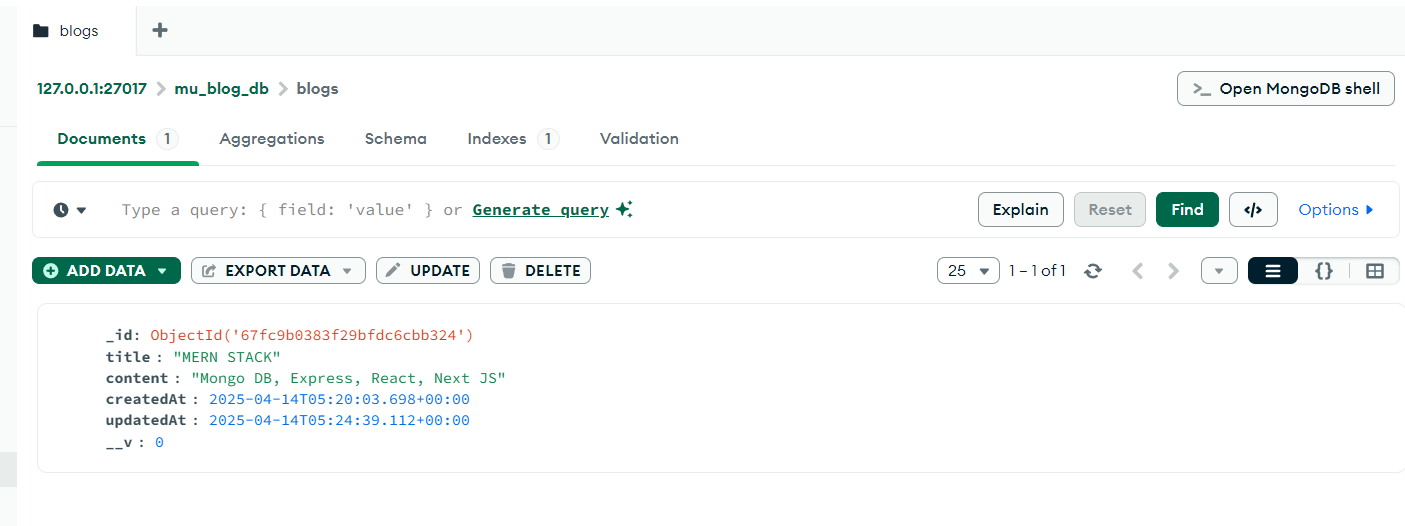 blogs
127.0.0.1:27017 mu_blog_db blogs
>_ Open MongoDB shell
Documents 1 Aggregations Schema Indexes 1 Validation
Type a query: { field: 'value' } or Generate query
Explain Reset Find </> Options
ADD DATA EXPORT DATA UPDATE DELETE
25 1 – 1 of 1 {}
_id: ObjectId('67fc9b0383f29bfdc6cbb324')
title : "MERN STACK"
content : "Mongo DB, Express, React, Next JS"
createdAt : 2025-04-14T05:20:03.698+00:00
updatedAt : 2025-04-14T05:24:39.112+00:00
__v : 0